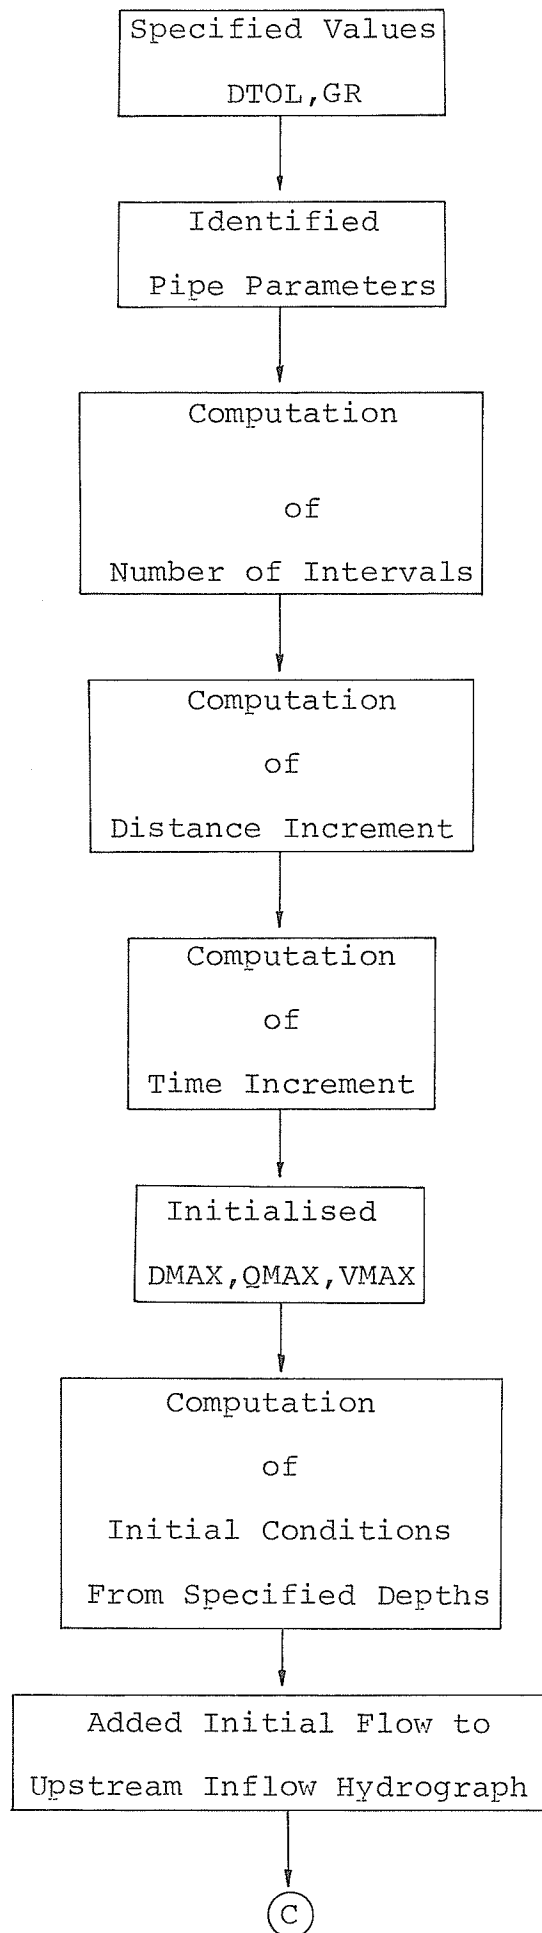 Specified Values
DTOL,GR
Identified
Pipe Parameters
Computation
of
Number of Intervals
Computation
of
Distance Increment
Computation
of
Time Increment
Initialised
DMAX,QMAX,VMAX
Computation
of
Initial Conditions
From Specified Depths
Added Initial Flow to
Upstream Inflow Hydrograph
C